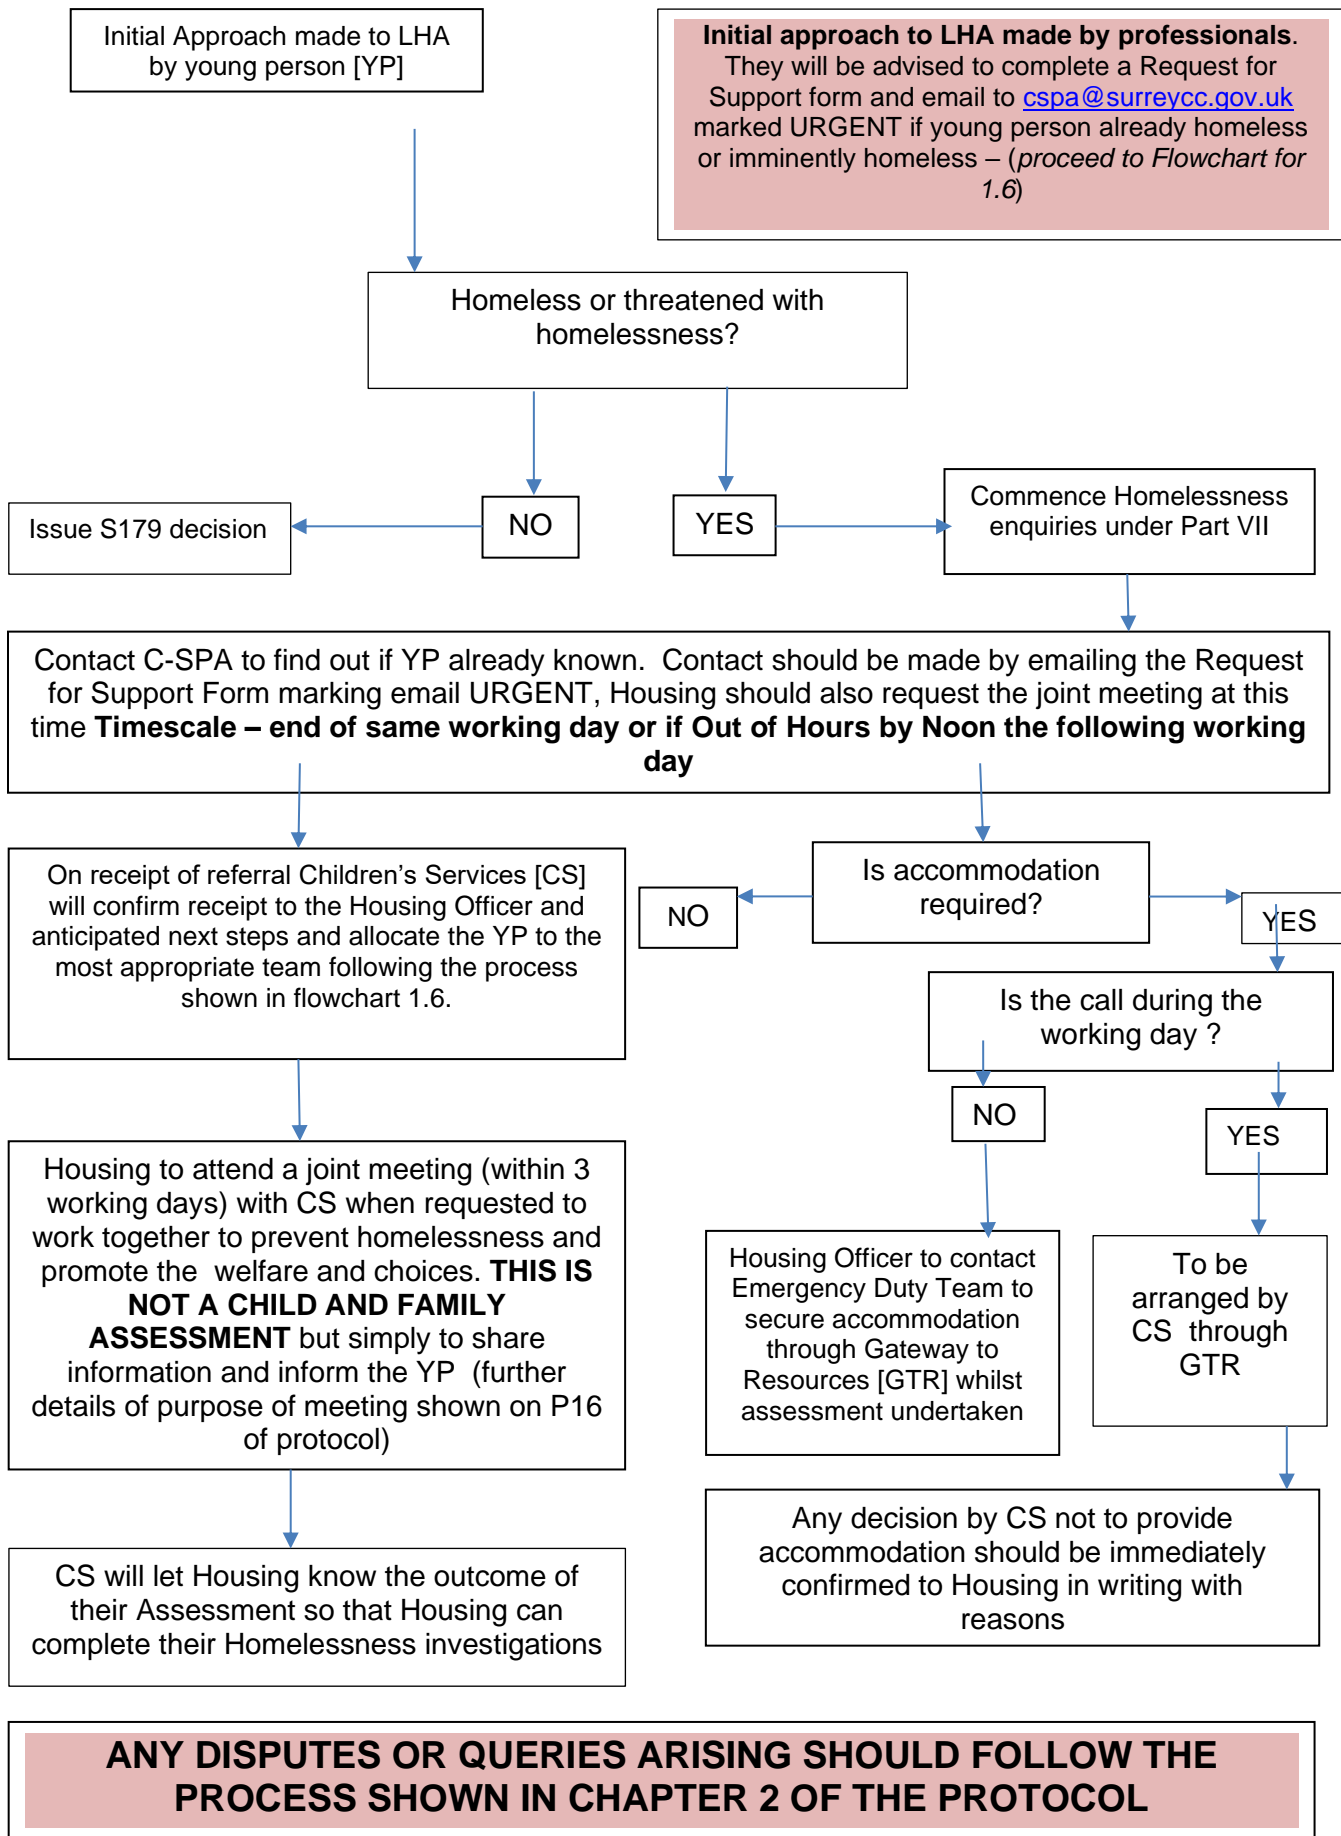 Initial Approach made to LHA
by young person [YP]
Initial approach to LHA made by professionals.
They will be advised to complete a Request for
Support form and email to cspa@surreycc.gov.uk
marked URGENT if young person already homeless
or imminently homeless – (proceed to Flowchart for
1.6)
Homeless or threatened with
homelessness?
Issue S179 decision
NO
YES
Commence Homelessness
enquiries under Part VII
Contact C-SPA to find out if YP already known.  Contact should be made by emailing the Request
for Support Form marking email URGENT, Housing should also request the joint meeting at this
time Timescale – end of same working day or if Out of Hours by Noon the following working
day
On receipt of referral Children’s Services [CS]
will confirm receipt to the Housing Officer and
anticipated next steps and allocate the YP to the
most appropriate team following the process
shown in flowchart 1.6.
NO
Is accommodation
required?
YES
Is the call during the
working day ?
NO
YES
Housing to attend a joint meeting (within 3
working days) with CS when requested to
work together to prevent homelessness and
promote the  welfare and choices. THIS IS
NOT A CHILD AND FAMILY
ASSESSMENT but simply to share
information and inform the YP  (further
details of purpose of meeting shown on P16
of protocol)
Housing Officer to contact
Emergency Duty Team to
secure accommodation
through Gateway to
Resources [GTR] whilst
assessment undertaken
To be
arranged by
CS  through
GTR
CS will let Housing know the outcome of
their Assessment so that Housing can
complete their Homelessness investigations
Any decision by CS not to provide
accommodation should be immediately
confirmed to Housing in writing with
reasons
ANY DISPUTES OR QUERIES ARISING SHOULD FOLLOW THE
PROCESS SHOWN IN CHAPTER 2 OF THE PROTOCOL